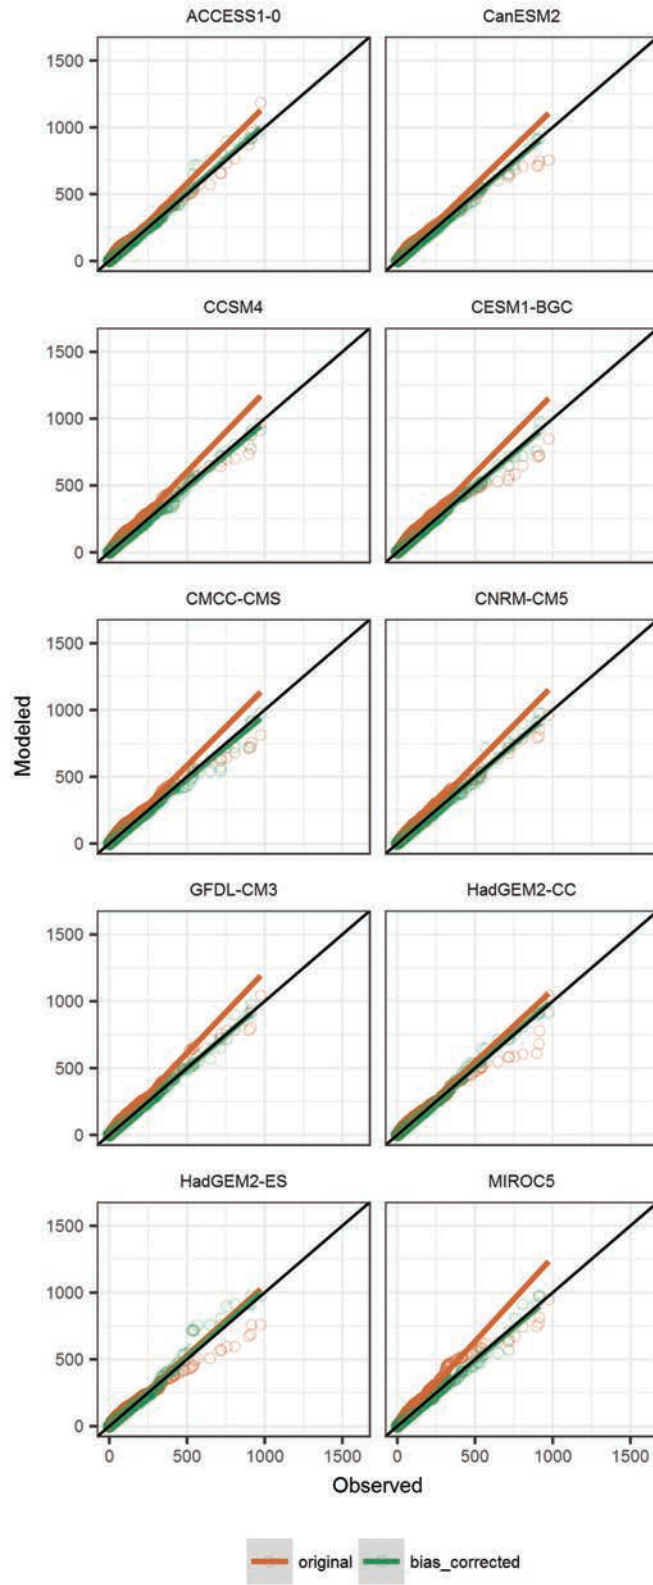 ACCESS1-0 CanESM2
1500
1000
500
0
CCSM4 CESM1-BGC
1500
1000
500
0
CMCC-CMS CNRM-CM5
1500
1000
500
0
Modeled
GFDL-CM3 HadGEM2-CC
1500
1000
500
0
HadGEM2-ES MIROC5
1500
1000
500
0
0 500 1000 1500 0 500 1000 1500
Observed
original bias_corrected